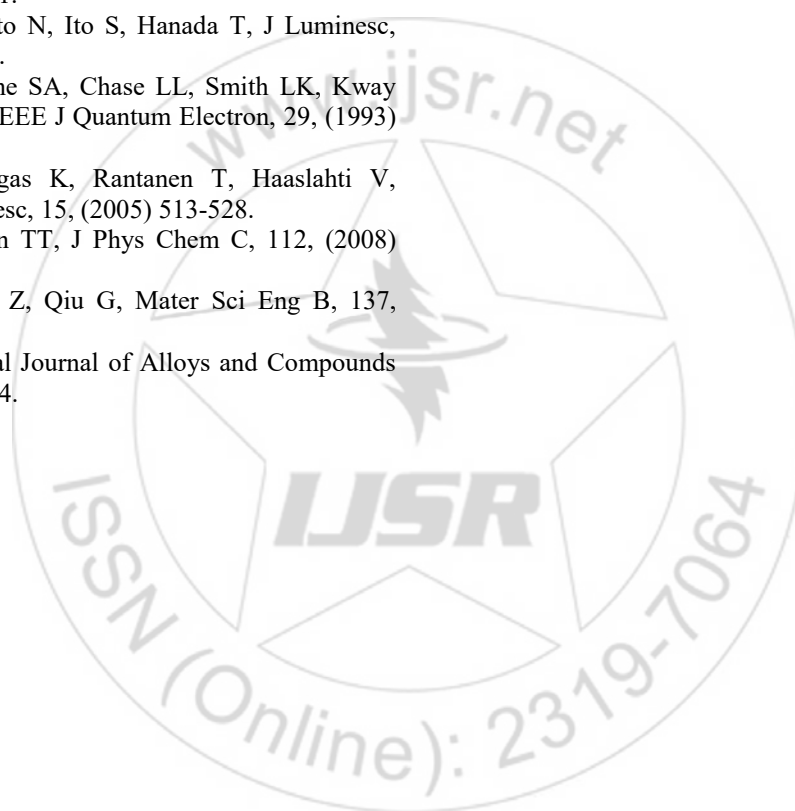 to N, Ito S, Hanada T, J Luminesc,
ne SA, Chase LL, Smith LK, Kway
EEE J Quantum Electron, 29, (1993)
gas K, Rantanen T, Haaslahti V,
esc, 15, (2005) 513-528.
n TT, J Phys Chem C, 112, (2008)
Z, Qiu G, Mater Sci Eng B, 137,
al Journal of Alloys and Compounds
4.
www.ijsr.net
IJSR
ISSN (Online): 2319-7064